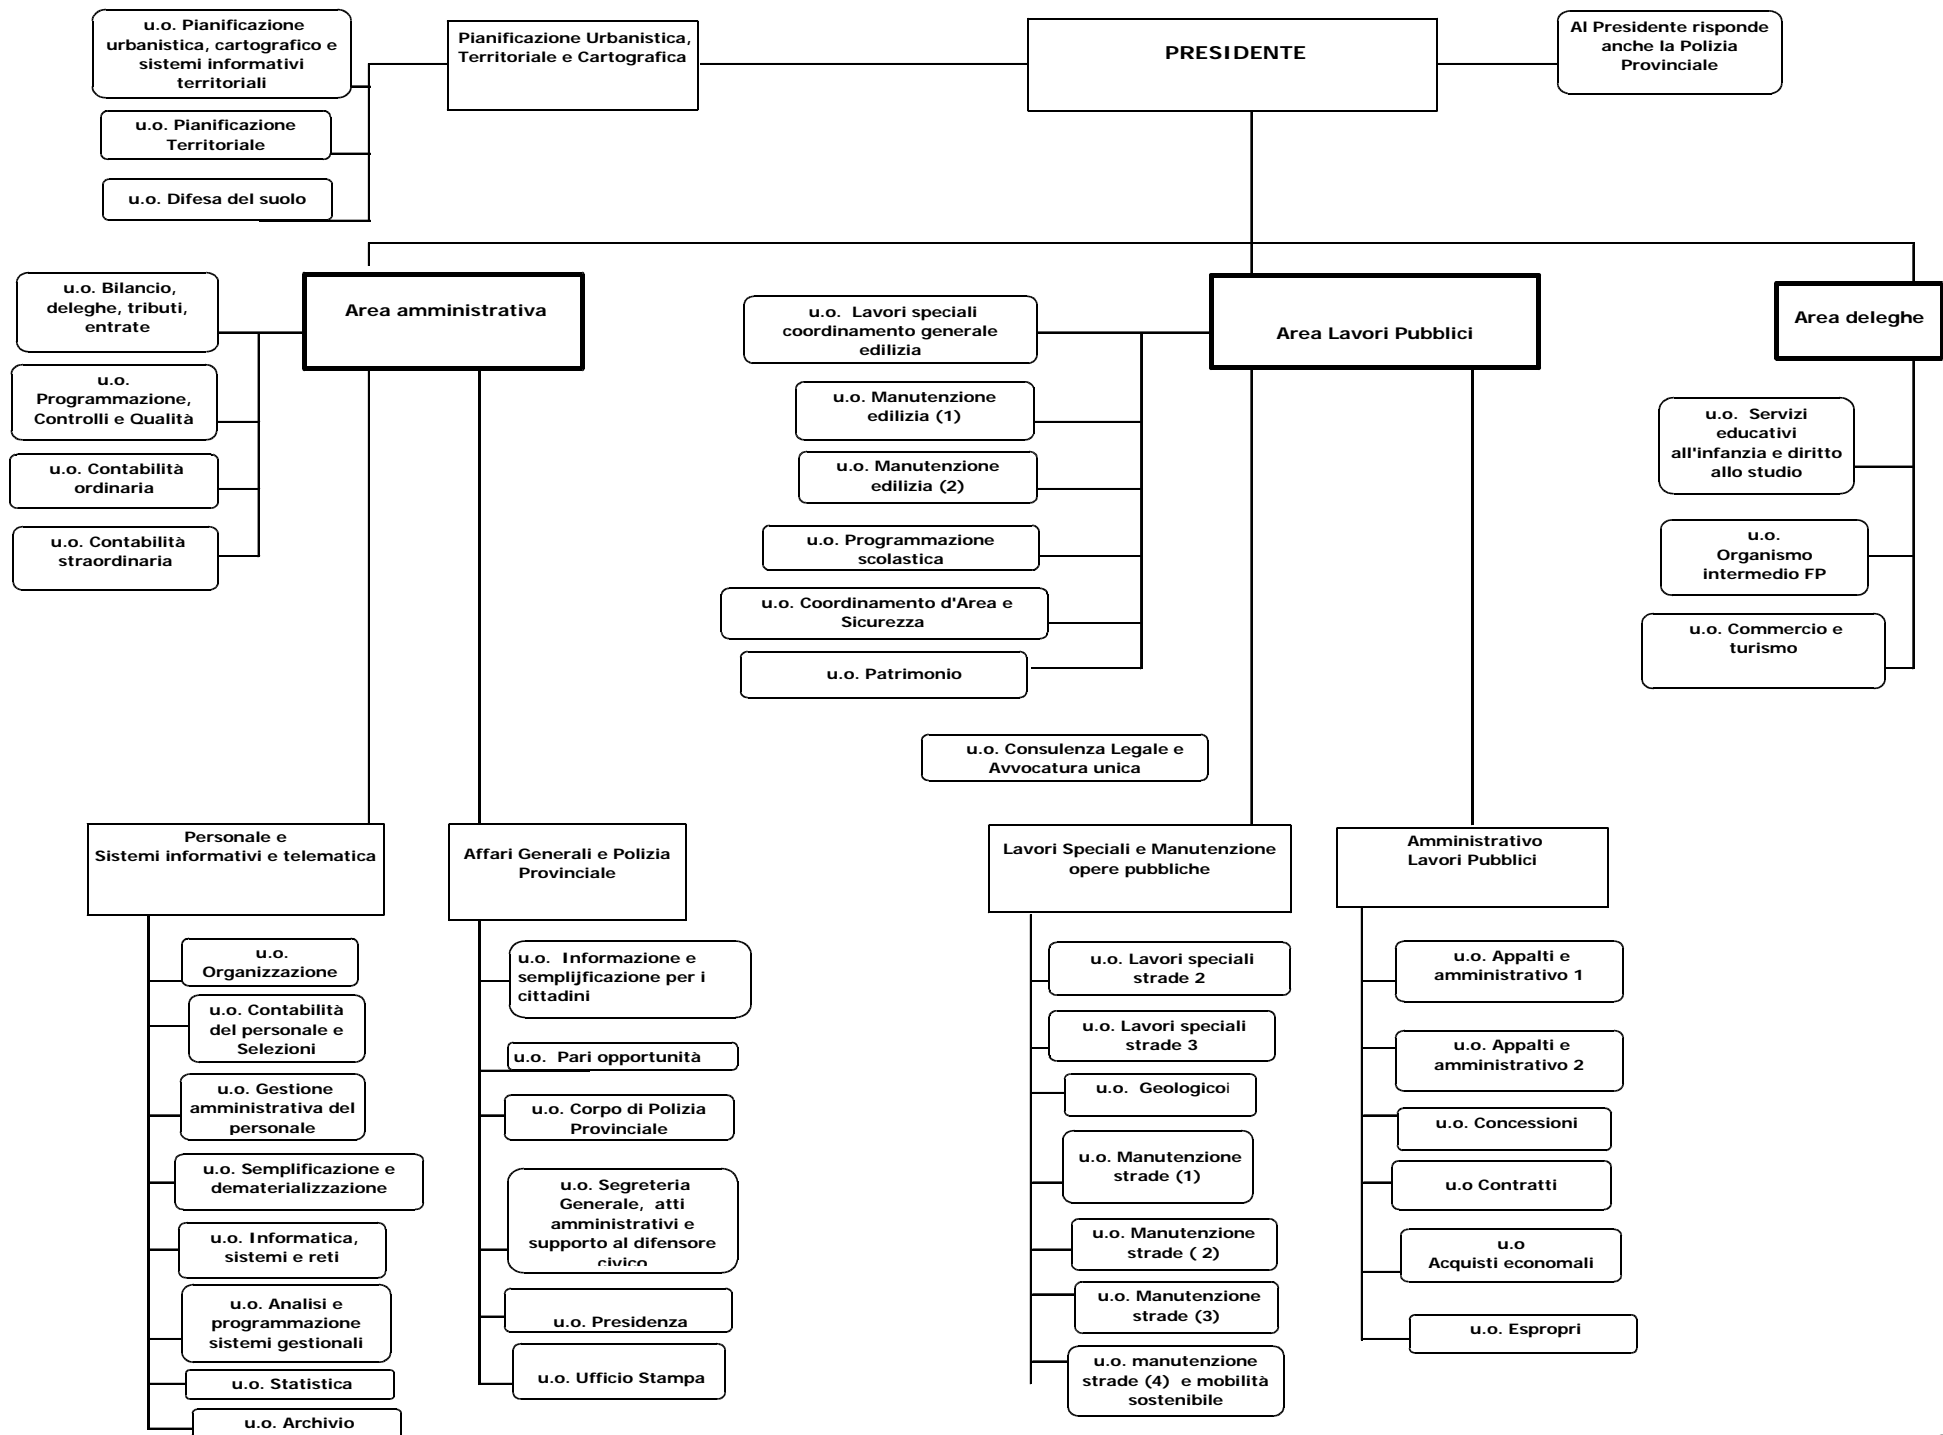 u.o. Pianificazione
urbanistica, cartografico e
sistemi informativi
territoriali
Pianificazione Urbanistica,
Territoriale e Cartografica
PRESIDENTE
Al Presidente risponde
anche la Polizia
Provinciale
u.o. Pianificazione
Territoriale
u.o. Difesa del suolo
u.o. Bilancio,
deleghe, tributi,
entrate
Area amministrativa
u.o. Lavori speciali
coordinamento generale
edilizia
Area Lavori Pubblici
Area deleghe
u.o.
Programmazione,
Controlli e Qualità
u.o. Contabilità
ordinaria
u.o. Contabilità
straordinaria
u.o. Manutenzione
edilizia (1)
u.o. Manutenzione
edilizia (2)
u.o. Programmazione
scolastica
u.o. Coordinamento d'Area e
Sicurezza
u.o. Patrimonio
u.o. Servizi
educativi
all'infanzia e diritto
allo studio
u.o.
Organismo
intermedio FP
u.o. Commercio e
turismo
u.o. Consulenza Legale e
Avvocatura unica
Personale e
Sistemi informativi e telematica
Affari Generali e Polizia
Provinciale
Lavori Speciali e Manutenzione
opere pubbliche
Amministrativo
Lavori Pubblici
u.o.
Organizzazione
u.o. Contabilità
del personale e
Selezioni
u.o. Gestione
amministrativa del
personale
u.o. Semplificazione e
dematerializzazione
u.o. Informatica,
sistemi e reti
u.o. Analisi e
programmazione
sistemi gestionali
u.o. Statistica
u.o. Archivio
u.o. Informazione e
semplijficazione per i
cittadini
u.o. Pari opportunità
u.o. Corpo di Polizia
Provinciale
u.o. Segreteria
Generale, atti
amministrativi e
supporto al difensore
civico
u.o. Presidenza
u.o. Ufficio Stampa
u.o. Lavori speciali
strade 2
u.o. Lavori speciali
strade 3
u.o. Geologicoi
u.o. Manutenzione
strade (1)
u.o. Manutenzione
strade ( 2)
u.o. Manutenzione
strade (3)
u.o. manutenzione
strade (4) e mobilità
sostenibile
u.o. Appalti e
amministrativo 1
u.o. Appalti e
amministrativo 2
u.o. Concessioni
u.o Contratti
u.o
Acquisti economali
u.o. Espropri